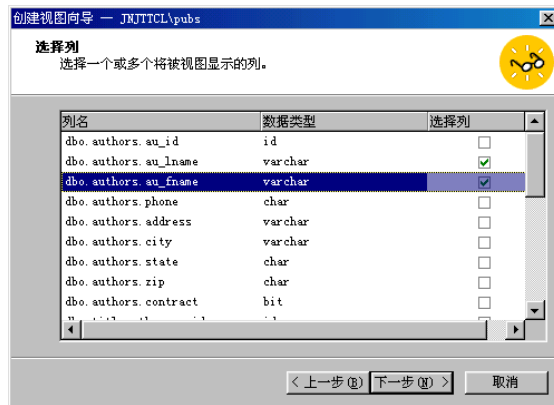 创建视图向导 — JNJTTCL\pubs
选择列
选择一个或多个将被视图显示的列。
列名 数据类型 选择列
dbo.authors.au_id id
dbo.authors.au_lname varchar
dbo.authors.au_fname varchar
dbo.authors.phone char
dbo.authors.address varchar
dbo.authors.city varchar
dbo.authors.state char
dbo.authors.zip char
dbo.authors.contract bit
< 上一步(B) 下一步(N) > 取消